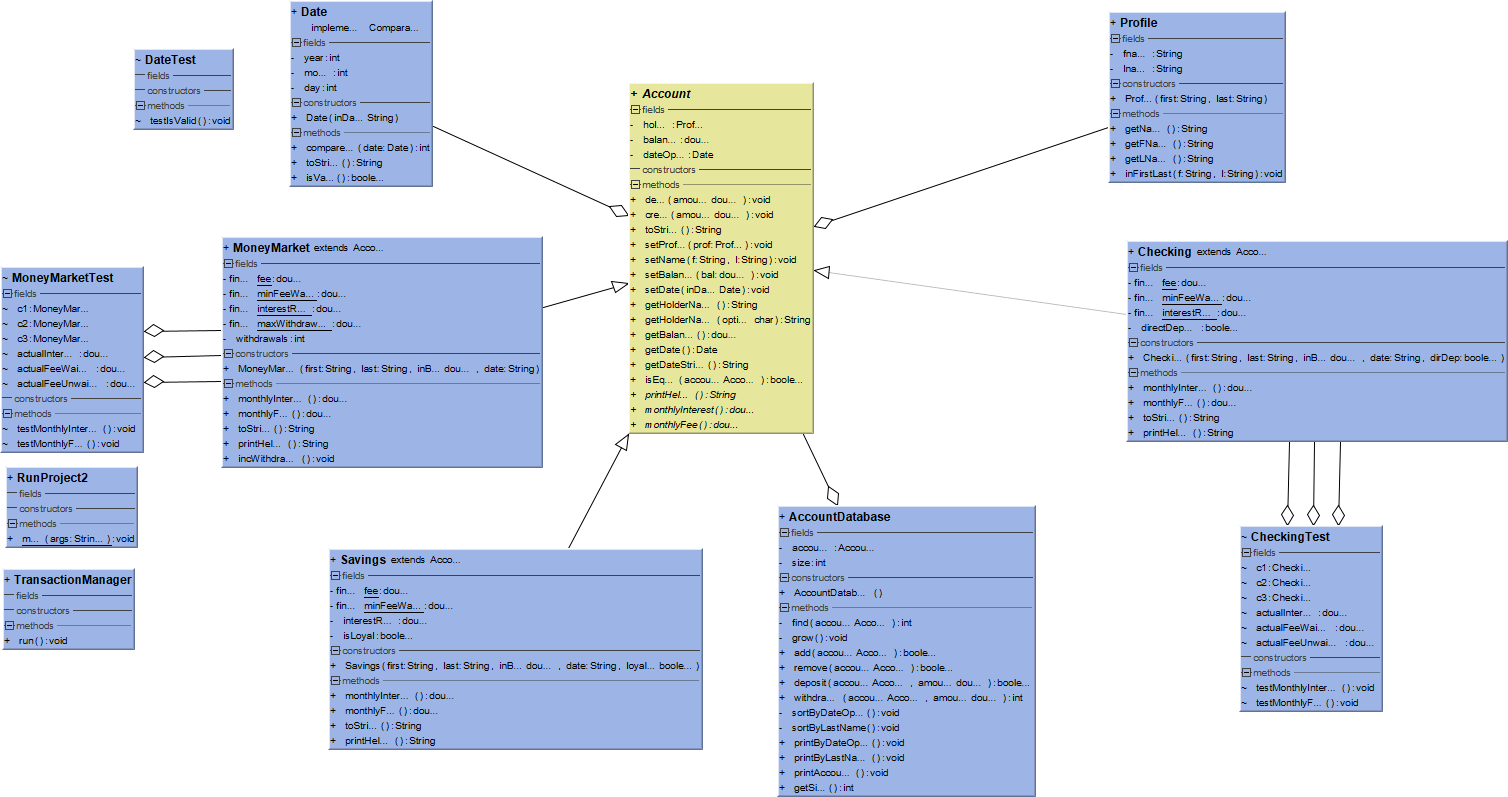 + Date
impleme... Compara...
fields
- year: int
- mo... : int
- day: int
constructors
+ Date ( inDa... String )
methods
+ compare... ( date: Date ) : int
+ toStri... ( ) : String
+ isVa... ( ) : boole...
~ DateTest
fields
constructors
methods
~ testIsValid ( ) : void
+ Account
fields
- hol... : Prof...
- balan... : dou...
- dateOp... : Date
constructors
methods
+ de... ( amou... dou... ) : void
+ cre... ( amou... dou... ) : void
+ toStri... ( ) : String
+ setProf... ( prof: Prof... ) : void
+ setName ( f: String , l: String ) : void
+ setBalan... ( bal: dou... ) : void
+ setDate ( inDa... Date ) : void
+ getHolderNa... ( ) : String
+ getHolderNa... ( opti... char ) : String
+ getBalan... ( ) : dou...
+ getDate ( ) : Date
+ getDateStri... ( ) : String
+ isEq... ( accou... Acco... ) : boole...
+ printHel... ( ) : String
+ monthlyInterest ( ) : dou...
+ monthlyFee ( ) : dou...
+ Profile
fields
- fna... : String
- lna... : String
constructors
+ Prof... ( first: String , last: String )
methods
+ getNa... ( ) : String
+ getFNa... ( ) : String
+ getLNa... ( ) : String
+ inFirstLast ( f: String , l: String ) : void
+ MoneyMarket extends Acco...
fields
- fin... fee: dou...
- fin... minFeeWa... : dou...
- fin... interestR... : dou...
- fin... maxWithdraw... : dou...
- withdrawals : int
constructors
+ MoneyMar... ( first: String , last: String , inB... dou... , date: String )
methods
+ monthlyInter... ( ) : dou...
+ monthlyF... ( ) : dou...
+ toStri... ( ) : String
+ printHel... ( ) : String
+ incWithdra... ( ) : void
~ MoneyMarketTest
fields
~ c1: MoneyMar...
~ c2: MoneyMar...
~ c3: MoneyMar...
~ actualInter... : dou...
~ actualFeeWai... : dou...
~ actualFeeUnwai... : dou...
constructors
methods
~ testMonthlyInter... ( ) : void
~ testMonthlyF... ( ) : void
+ Checking extends Acco...
fields
- fin... fee: dou...
- fin... minFeeWa... : dou...
- fin... interestR... : dou...
- directDep... : boole...
constructors
+ Checki... ( first: String , last: String , inB... dou... , date: String , dirDep: boole... )
methods
+ monthlyInter... ( ) : dou...
+ monthlyF... ( ) : dou...
+ toStri... ( ) : String
+ printHel... ( ) : String
+ RunProject2
fields
constructors
methods
+ m... ( args: Strin... ) : void
+ TransactionManager
fields
constructors
methods
+ run ( ) : void
+ Savings extends Acco...
fields
- fin... fee: dou...
- fin... minFeeWa... : dou...
- interestR... : dou...
- isLoyal : boole...
constructors
+ Savings ( first: String , last: String , inB... dou... , date: String , loyal... boole... )
methods
+ monthlyInter... ( ) : dou...
+ monthlyF... ( ) : dou...
+ toStri... ( ) : String
+ printHel... ( ) : String
+ AccountDatabase
fields
- accou... : Accou...
- size: int
constructors
+ AccountDatab... ( )
methods
- find ( accou... Acco... ) : int
- grow ( ) : void
+ add ( accou... Acco... ) : boole...
+ remove ( accou... Acco... ) : boole...
+ deposit ( accou... Acco... , amou... dou... ) : boole...
+ withdra... ( accou... Acco... , amou... dou... ) : int
- sortByDateOp... ( ) : void
- sortByLastName ( ) : void
+ printByDateOp... ( ) : void
+ printByLastNa... ( ) : void
+ printAccou... ( ) : void
+ getSi... ( ) : int
~ CheckingTest
fields
~ c1: Checki...
~ c2: Checki...
~ c3: Checki...
~ actualInter... : dou...
~ actualFeeWai... : dou...
~ actualFeeUnwai... : dou...
constructors
methods
~ testMonthlyInter... ( ) : void
~ testMonthlyF... ( ) : void